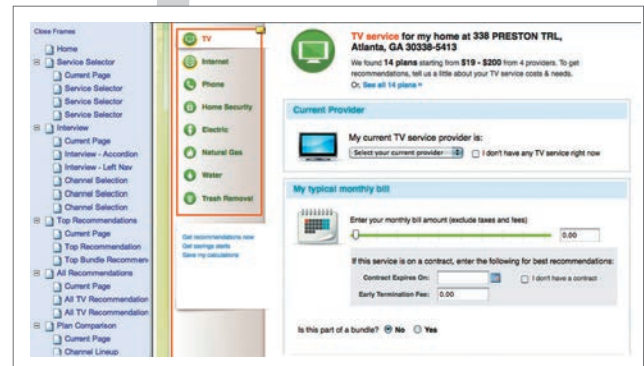 Close Frames
Home
Service Selector
Current Page
Service Selector
Service Selector
Service Selector
Interview
Current Page
Interview - Accordion
Interview - Left Nav
Channel Selection
Channel Selection
Channel Selection
Top Recommendations
Current Page
Top Recommendation
Top Bundle Recommen
All Recommendations
Current Page
All TV Recommendation
All TV Recommendation
Plan Comparison
Current Page
Channel Lineup
TV
Internet
Phone
Home Security
Electric
Natural Gas
Water
Trash Removal
Get recommendations now
Get savings alerts
Save my calculations
TV service for my home at 338 PRESTON TRL,
Atlanta, GA 30338-5413
We found 14 plans starting from $19 - $200 from 4 providers. To get
recommendations, tell us a little about your TV service costs & needs.
Or, See all 14 plans »
Current Provider
My current TV service provider is:
Select your current provider
I don't have any TV service right now
My typical monthly bill
Enter your monthly bill amount (exclude taxes and fees)
0.00
If this service is on a contract, enter the following for best recommendations:
Contract Expires On:
I don't have a contract
Early Termination Fee: 0.00
Is this part of a bundle? No Yes